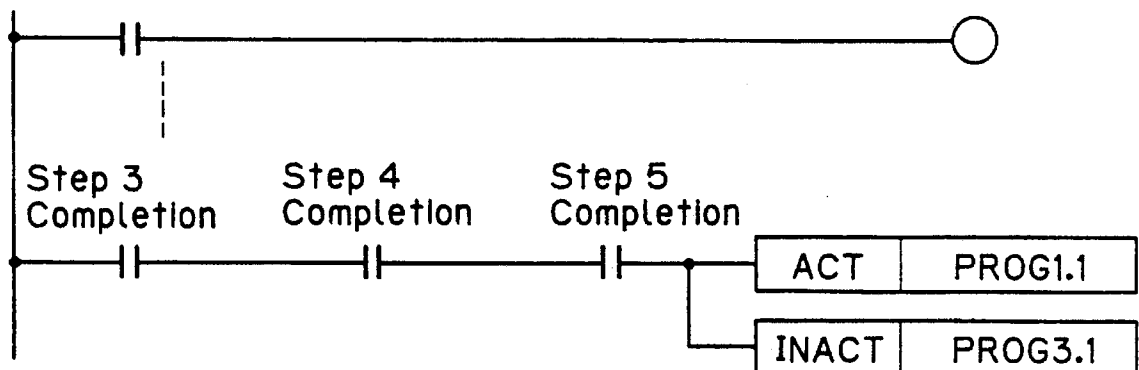 Step 3
Completion
Step 4
Completion
Step 5
Completion
ACT PROG1.1
INACT PROG3.1